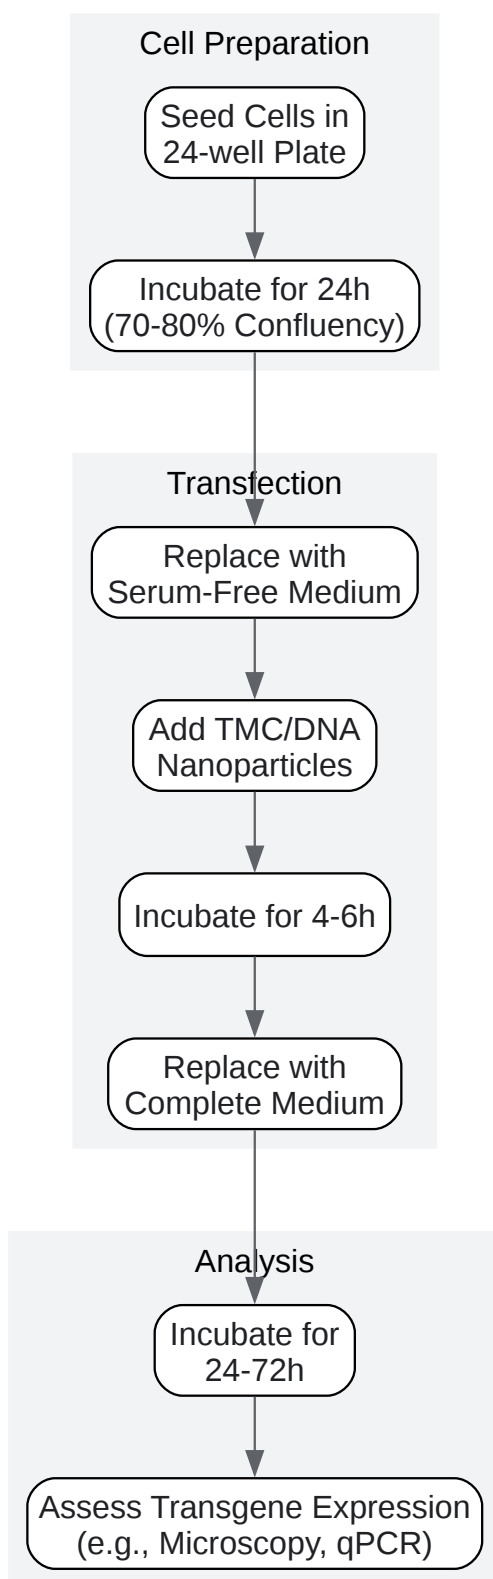 Cell Preparation
Seed Cells in
24-well Plate
Incubate for 24h
(70-80% Confluency)
Transfection
Replace with
Serum-Free Medium
Add TMC/DNA
Nanoparticles
Incubate for 4-6h
Replace with
Complete Medium
Analysis
Incubate for
24-72h
Assess Transgene Expression
(e.g., Microscopy, qPCR)